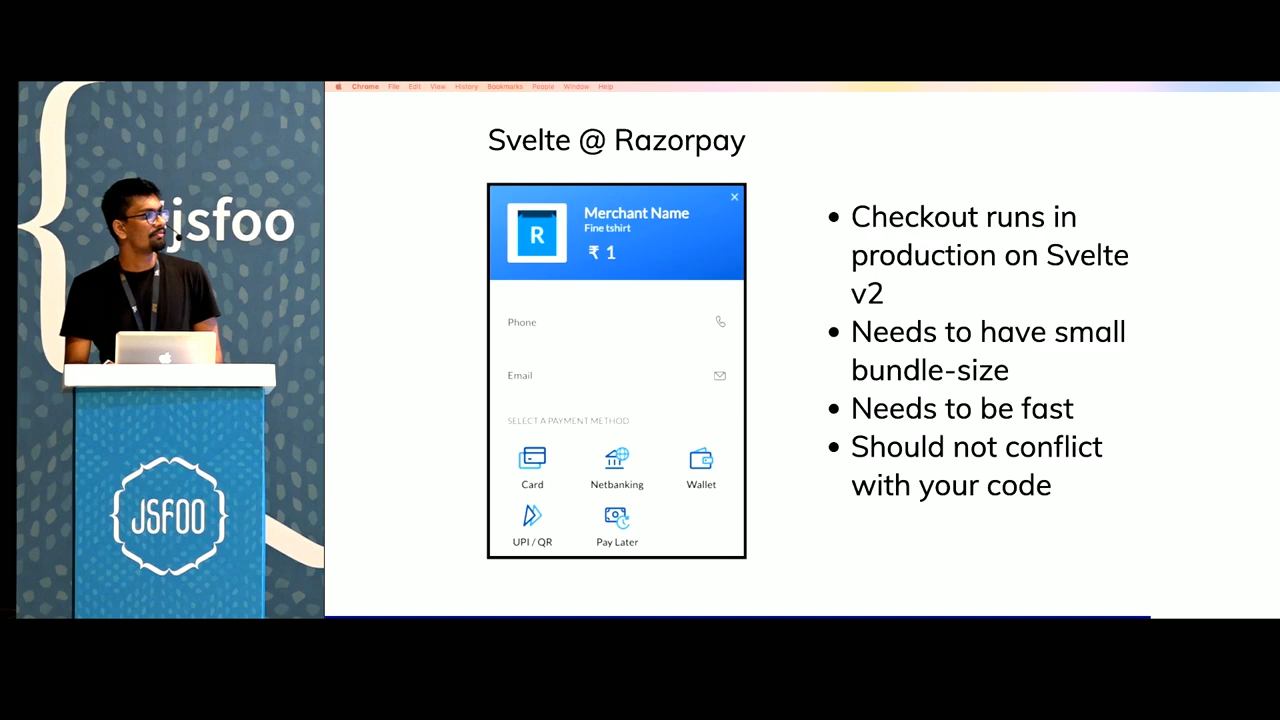 Chrome File Edit View History Bookmarks People Window Help
jsfoo
JSFOO
Svelte @ Razorpay
R
Merchant Name
Fine tshirt
₹ 1
Phone
Email
SELECT A PAYMENT METHOD
Card
Netbanking
Wallet
UPI / QR
Pay Later
• Checkout runs in
production on Svelte
v2
• Needs to have small
bundle-size
• Needs to be fast
• Should not conflict
with your code